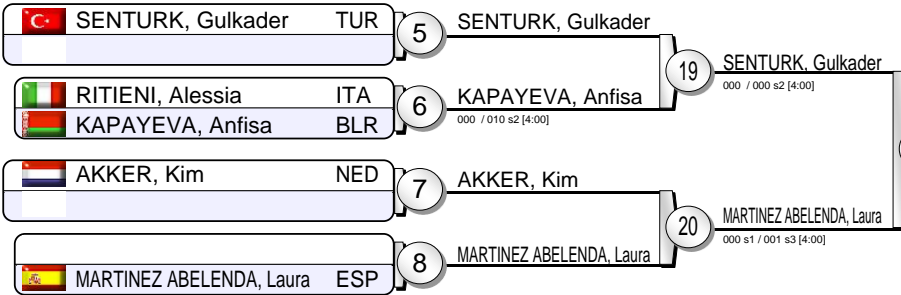 SENTURK, Gulkader TUR
5
SENTURK, Gulkader
RITIENI, Alessia ITA
KAPAYEVA, Anfisa BLR
6
KAPAYEVA, Anfisa
000 / 010 s2 [4:00]
19
SENTURK, Gulkader
000 / 000 s2 [4:00]
AKKER, Kim NED
7
AKKER, Kim
MARTINEZ ABELENDA, Laura ESP
8
MARTINEZ ABELENDA, Laura
20
MARTINEZ ABELENDA, Laura
000 s1 / 001 s3 [4:00]